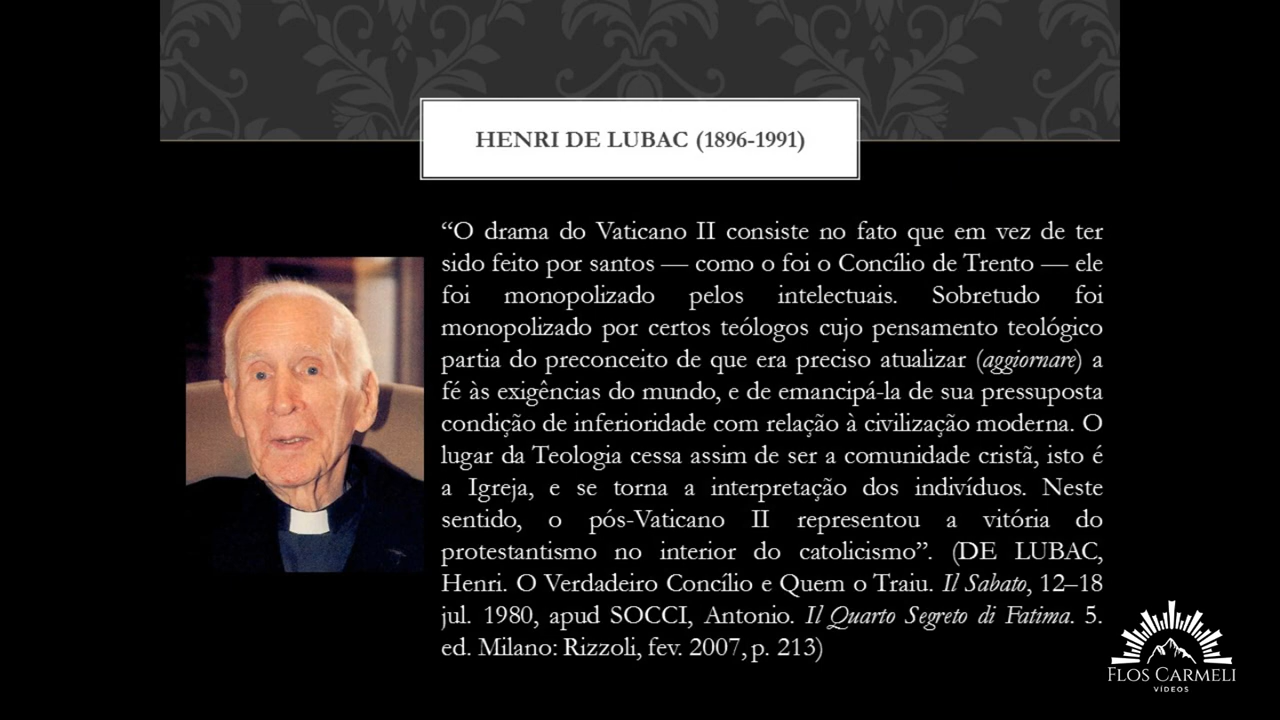 HENRI DE LUBAC (1896-1991)
“O drama do Vaticano II consiste no fato que em vez de ter
sido feito por santos — como o foi o Concílio de Trento — ele
foi monopolizado pelos intelectuais. Sobretudo foi
monopolizado por certos teólogos cujo pensamento teológico
partia do preconceito de que era preciso atualizar (aggiornare) a
fé às exigências do mundo, e de emancipá-la de sua pressuposta
condição de inferioridade com relação à civilização moderna. O
lugar da Teologia cessa assim de ser a comunidade cristã, isto é
a Igreja, e se torna a interpretação dos indivíduos. Neste
sentido, o pós-Vaticano II representou a vitória do
protestantismo no interior do catolicismo”. (DE LUBAC,
Henri. O Verdadeiro Concílio e Quem o Traiu. Il Sabato, 12–18
jul. 1980, apud SOCCI, Antonio. Il Quarto Segreto di Fatima. 5.
ed. Milano: Rizzoli, fev. 2007, p. 213)
FLOS CARMELI
VÍDEOS